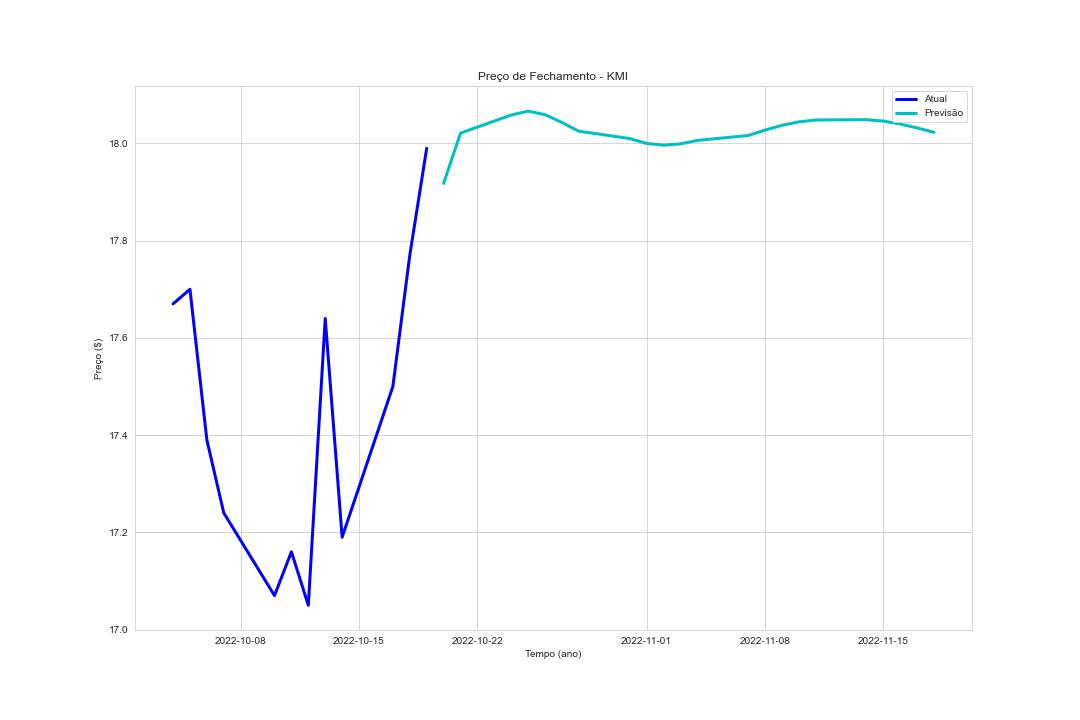 Preço de Fechamento - KMI
Atual
Previsão
18.0
17.8
17.6
17.4
17.2
17.0
Preço ($)
2022-10-08
2022-10-15
2022-10-22
2022-11-01
2022-11-08
2022-11-15
Tempo (ano)